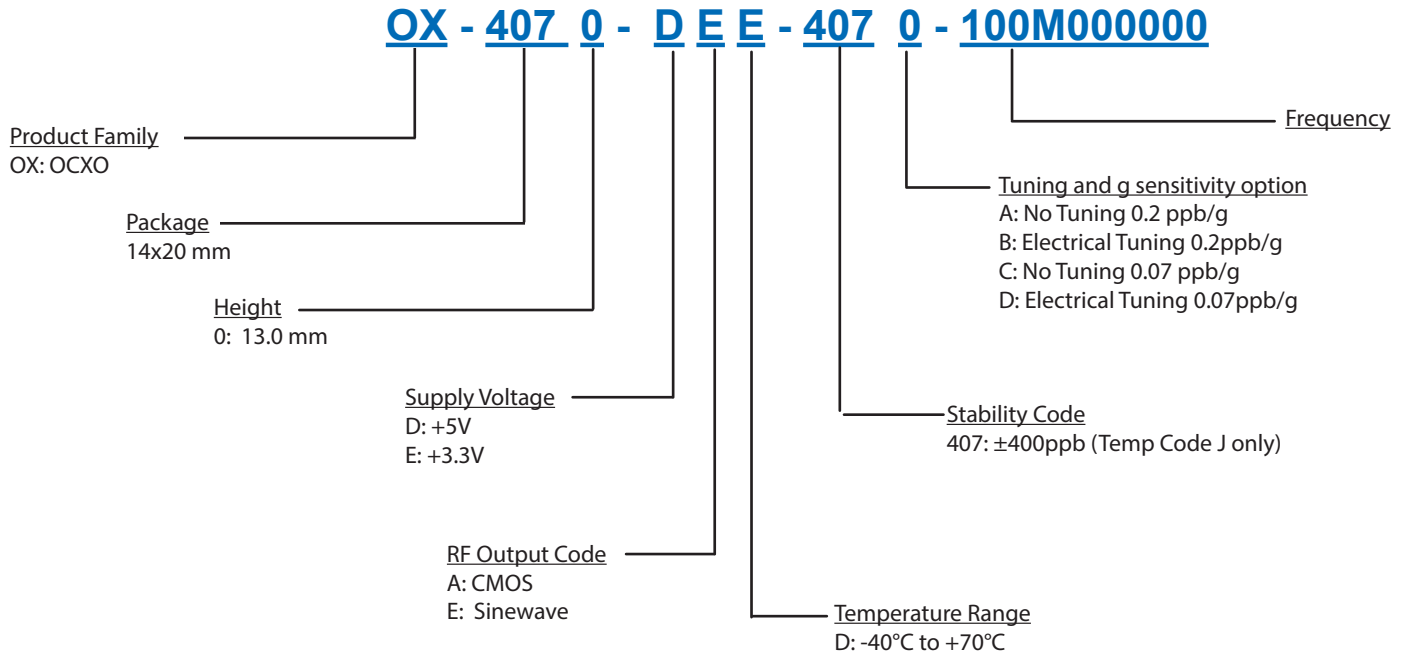 OX - 407 0 - D E E - 407 0 - 100M000000
Product Family
OX: OCXO
Package
14x20 mm
Height
0: 13.0 mm
Supply Voltage
D: +5V
E: +3.3V
RF Output Code
A: CMOS
E: Sinewave
Temperature Range
D: -40°C to +70°C
Stability Code
407: ±400ppb (Temp Code J only)
Tuning and g sensitivity option
A: No Tuning 0.2 ppb/g
B: Electrical Tuning 0.2ppb/g
C: No Tuning 0.07 ppb/g
D: Electrical Tuning 0.07ppb/g
Frequency